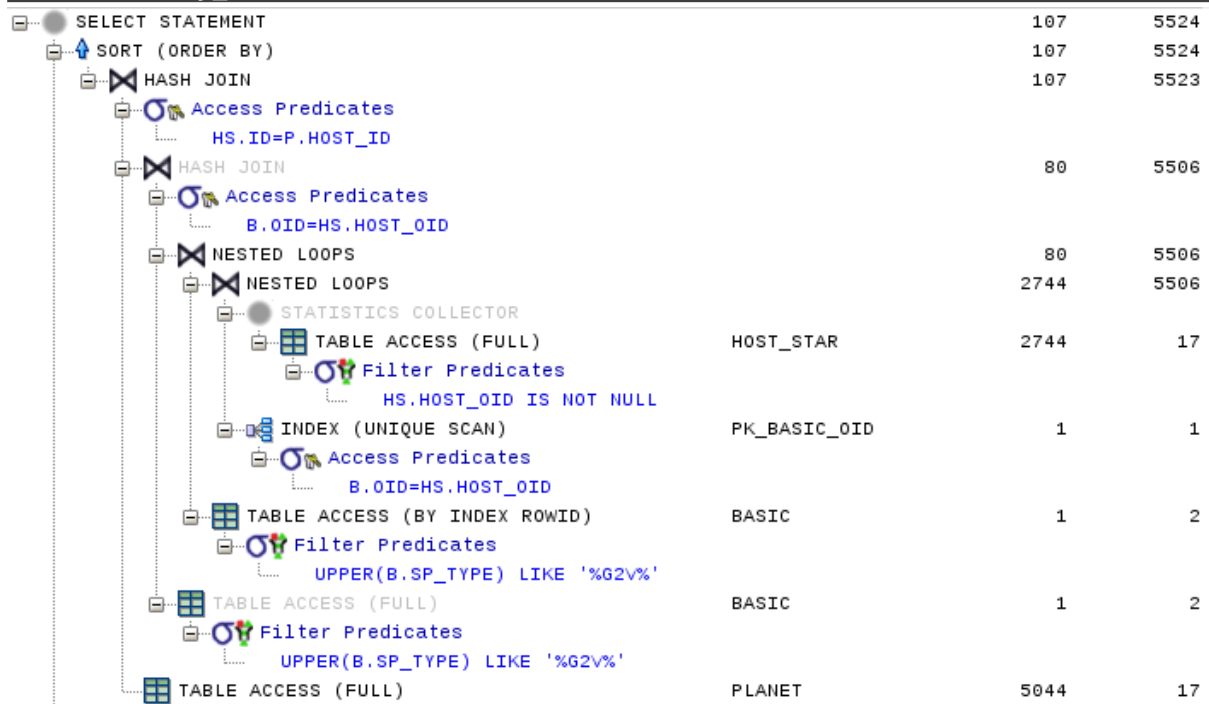 SELECT STATEMENT 107 5524
SORT (ORDER BY) 107 5524
HASH JOIN 107 5523
Access Predicates
HS.ID=P.HOST_ID
HASH JOIN 80 5506
Access Predicates
B.OID=HS.HOST_OID
NESTED LOOPS 80 5506
NESTED LOOPS 2744 5506
STATISTICS COLLECTOR
TABLE ACCESS (FULL) HOST_STAR 2744 17
Filter Predicates
HS.HOST_OID IS NOT NULL
INDEX (UNIQUE SCAN) PK_BASIC_OID 1 1
Access Predicates
B.OID=HS.HOST_OID
TABLE ACCESS (BY INDEX ROWID) BASIC 1 2
Filter Predicates
UPPER(B.SP_TYPE) LIKE '%G2V%'
TABLE ACCESS (FULL) BASIC 1 2
Filter Predicates
UPPER(B.SP_TYPE) LIKE '%G2V%'
TABLE ACCESS (FULL) PLANET 5044 17